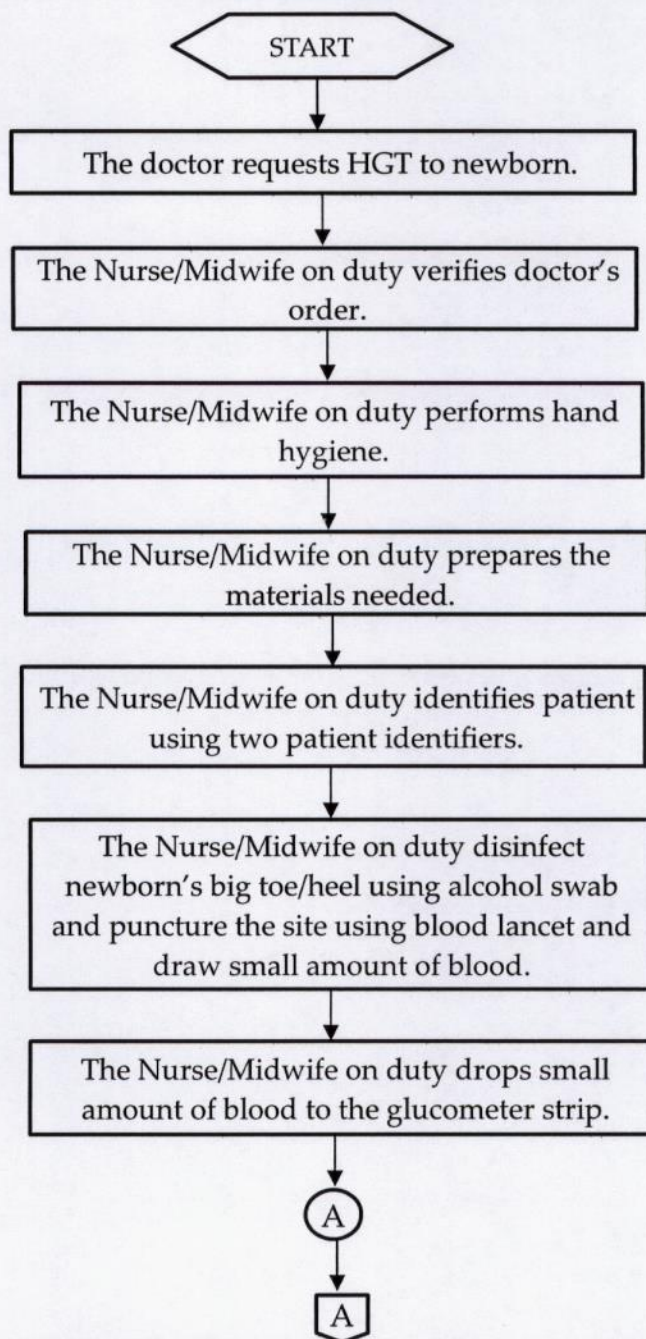 START
The doctor requests HGT to newborn.
The Nurse/Midwife on duty verifies doctor's
order.
The Nurse/Midwife on duty performs hand
hygiene.
The Nurse/Midwife on duty prepares the
materials needed.
The Nurse/Midwife on duty identifies patient
using two patient identifiers.
The Nurse/Midwife on duty disinfect
newborn's big toe/heel using alcohol swab
and puncture the site using blood lancet and
draw small amount of blood.
The Nurse/Midwife on duty drops small
amount of blood to the glucometer strip.
A
A